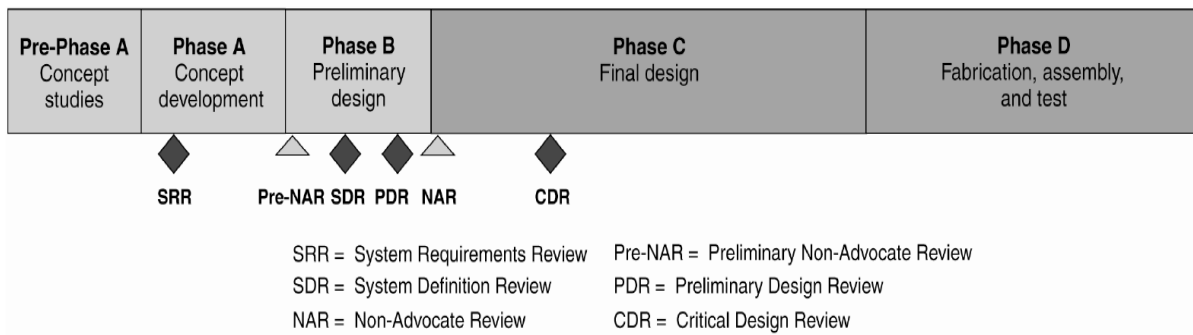 Pre-Phase A
Concept
studies
Phase A
Concept
development
Phase B
Preliminary
design
Phase C
Final design
Phase D
Fabrication, assembly,
and test
SRR
Pre-NAR
SDR
PDR
NAR
CDR
SRR = System Requirements Review
Pre-NAR = Preliminary Non-Advocate Review
SDR = System Definition Review
PDR = Preliminary Design Review
NAR = Non-Advocate Review
CDR = Critical Design Review